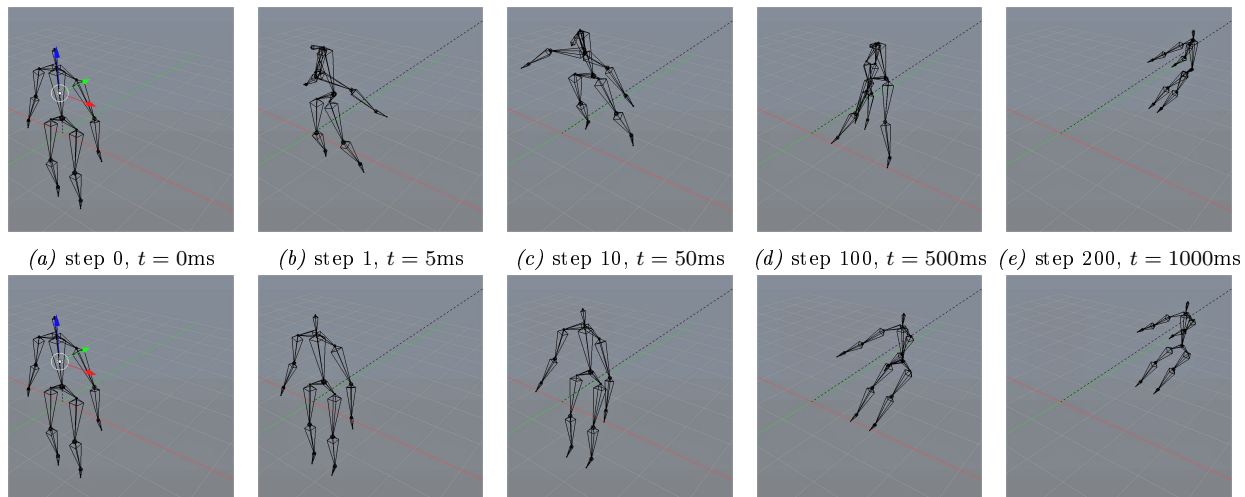 (a) step 0, t = 0ms (b) step 1, t = 5ms (c) step 10, t = 50ms (d) step 100, t = 500ms (e) step 200, t = 1000ms